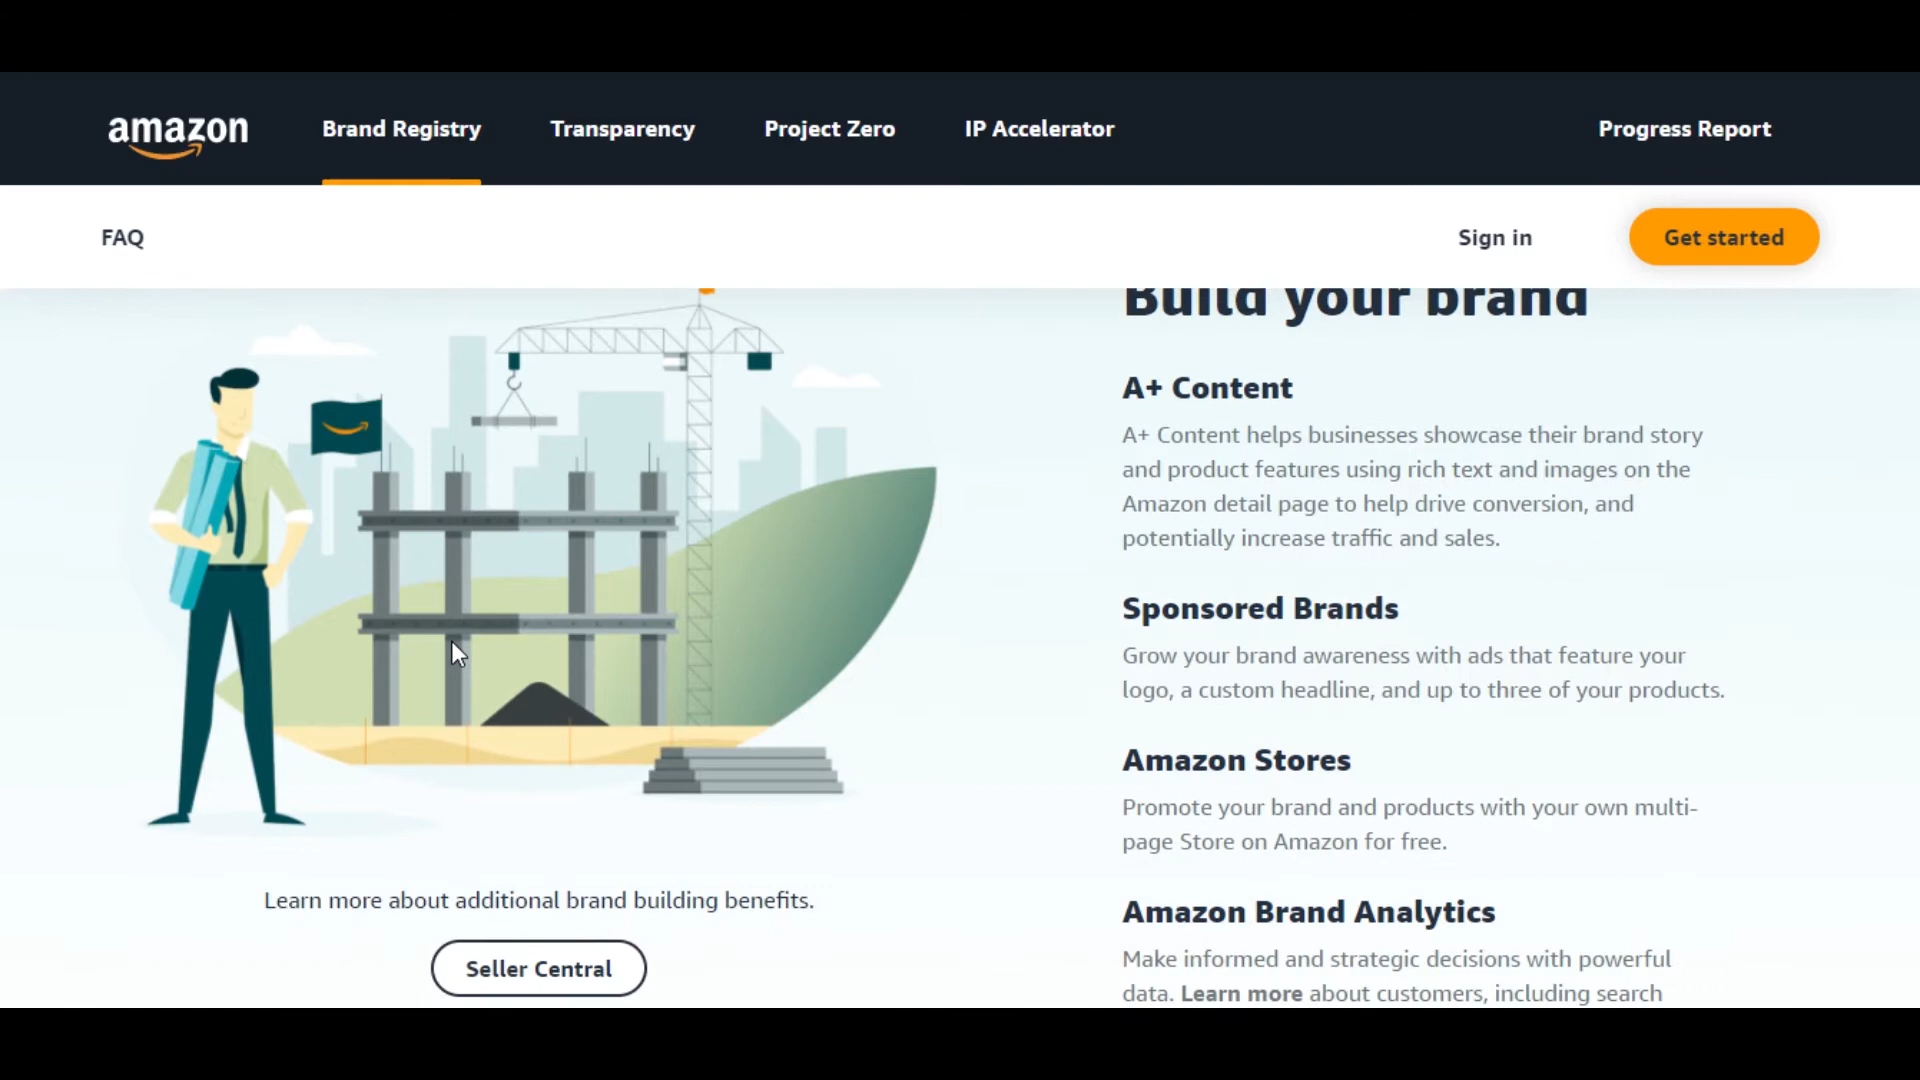 amazon
Brand Registry
Transparency
Project Zero
IP Accelerator
Progress Report
FAQ
Sign in
Get started
Build your brand
A+ Content
A+ Content helps businesses showcase their brand story
and product features using rich text and images on the
Amazon detail page to help drive conversion, and
potentially increase traffic and sales.
Sponsored Brands
Grow your brand awareness with ads that feature your
logo, a custom headline, and up to three of your products.
Amazon Stores
Promote your brand and products with your own multi-
page Store on Amazon for free.
Amazon Brand Analytics
Make informed and strategic decisions with powerful
data. Learn more about customers, including search
Learn more about additional brand building benefits.
Seller Central